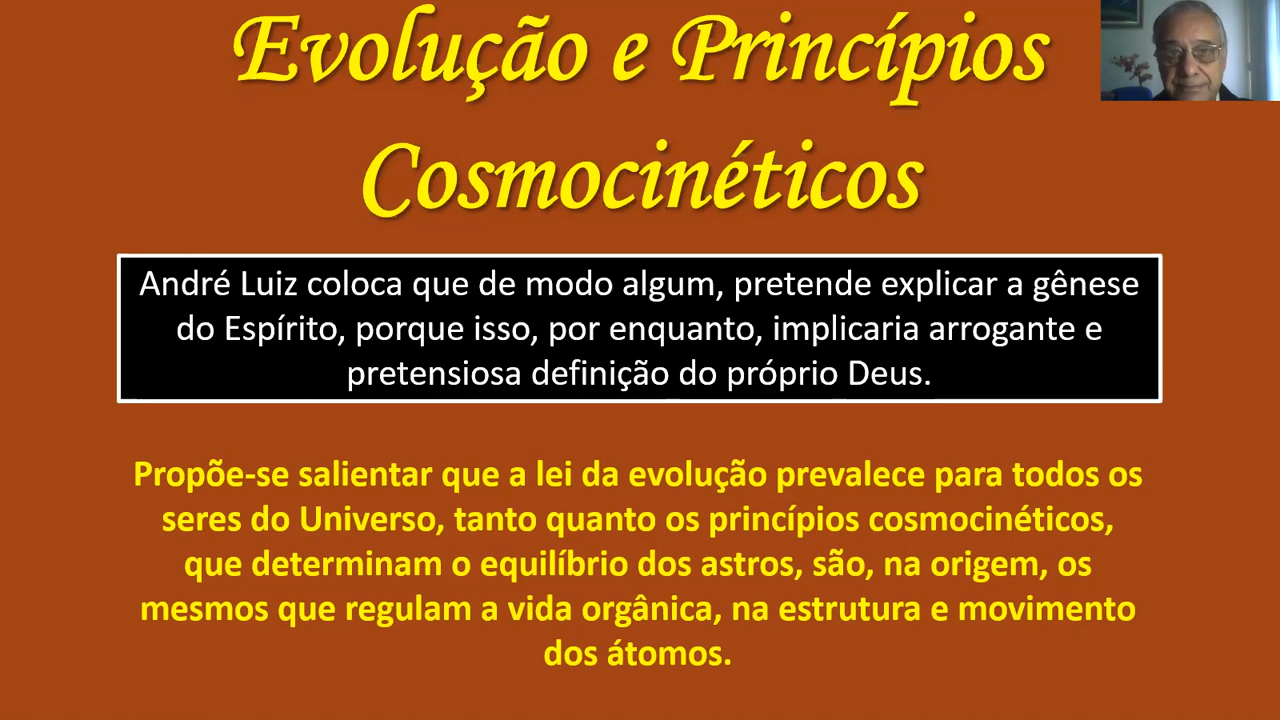 Evolução e Princípios
Cosmocinéticos
André Luiz coloca que de modo algum, pretende explicar a gênese
do Espírito, porque isso, por enquanto, implicaria arrogante e
pretensiosa definição do próprio Deus.
Propõe-se salientar que a lei da evolução prevalece para todos os
seres do Universo, tanto quanto os princípios cosmocinéticos,
que determinam o equilíbrio dos astros, são, na origem, os
mesmos que regulam a vida orgânica, na estrutura e movimento
dos átomos.